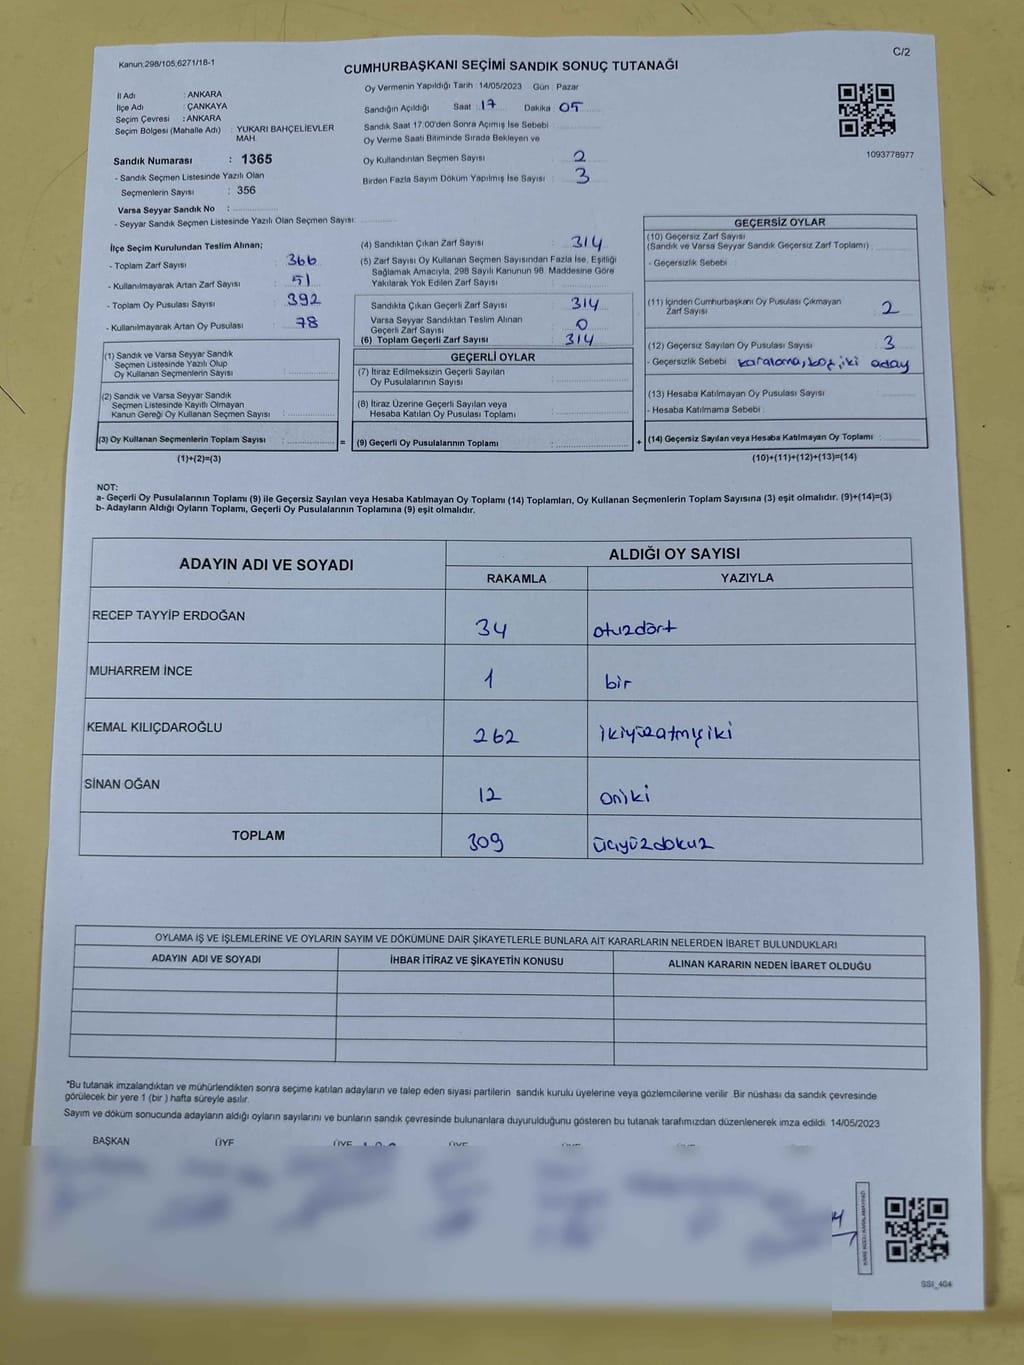 Kanun:298/105,6271/18-1
C/2
CUMHURBAŞKANI SEÇİMİ SANDIK SONUÇ TUTANAĞI
İl Adı : ANKARA
İlçe Adı : ÇANKAYA
Seçim Çevresi : ANKARA
Seçim Bölgesi (Mahalle Adı) : YUKARI BAHÇELİEVLER MAH.
Sandık Numarası : 1365
- Sandık Seçmen Listesinde Yazılı Olan
Seçmenlerin Sayısı : 356
Varsa Seyyar Sandık No :
- Seyyar Sandık Seçmen Listesinde Yazılı Olan Seçmen Sayısı:
Oy Vermenin Yapıldığı Tarih : 14/05/2023 Gün : Pazar
Sandığın Açıldığı Saat 17 Dakika 05
Sandık Saat 17:00'den Sonra Açımış İse Sebebi
Oy Verme Saati Bitiminde Sırada Bekleyen ve
Oy Kullandırılan Seçmen Sayısı : 2
Birden Fazla Sayım Döküm Yapılmış İse Sayısı : 3
1093778977
İlçe Seçim Kurulundan Teslim Alınan;
- Toplam Zarf Sayısı : 366
- Kullanılmayarak Artan Zarf Sayısı : 51
- Toplam Oy Pusulası Sayısı : 392
- Kullanılmayarak Artan Oy Pusulası : 78
(1) Sandık ve Varsa Seyyar Sandık
Seçmen Listesinde Yazılı Olup
Oy Kullanan Seçmenlerin Sayısı :
(2) Sandık ve Varsa Seyyar Sandık
Seçmen Listesinde Kayıtlı Olmayan
Kanun Gereği Oy Kullanan Seçmen Sayısı :
(3) Oy Kullanan Seçmenlerin Toplam Sayısı :
(1)+(2)=(3)
(4) Sandıktan Çıkan Zarf Sayısı : 314
(5) Zarf Sayısı Oy Kullanan Seçmen Sayısından Fazla İse, Eşitliği
Sağlamak Amacıyla, 298 Sayılı Kanunun 98. Maddesine Göre
Yakılarak Yok Edilen Zarf Sayısı :
Sandıkta Çıkan Geçerli Zarf Sayısı : 314
Varsa Seyyar Sandıktan Teslim Alınan
Geçerli Zarf Sayısı : 0
(6) Toplam Geçerli Zarf Sayısı : 314
GEÇERLİ OYLAR
(7) İtiraz Edilmeksizin Geçerli Sayılan
Oy Pusulalarının Sayısı :
(8) İtiraz Üzerine Geçerli Sayılan veya
Hesaba Katılan Oy Pusulası Toplamı :
= (9) Geçerli Oy Pusulalarının Toplamı :
GEÇERSİZ OYLAR
(10) Geçersiz Zarf Sayısı
(Sandık ve Varsa Seyyar Sandık Geçersiz Zarf Toplamı) :
- Geçersizlik Sebebi :
(11) İçinden Cumhurbaşkanı Oy Pusulası Çıkmayan
Zarf Sayısı : 2
(12) Geçersiz Sayılan Oy Pusulası Sayısı : 3
- Geçersizlik Sebebi : karalama, boş, iki aday
(13) Hesaba Katılmayan Oy Pusulası Sayısı :
- Hesaba Katılmama Sebebi :
+ (14) Geçersiz Sayılan veya Hesaba Katılmayan Oy Toplamı :
(10)+(11)+(12)+(13)=(14)
NOT:
a- Geçerli Oy Pusulalarının Toplamı (9) ile Geçersiz Sayılan veya Hesaba Katılmayan Oy Toplamı (14) Toplamları, Oy Kullanan Seçmenlerin Toplam Sayısına (3) eşit olmalıdır. (9)+(14)=(3)
b- Adayların Aldığı Oyların Toplamı, Geçerli Oy Pusulalarının Toplamına (9) eşit olmalıdır.
ADAYIN ADI VE SOYADI ALDIĞI OY SAYISI
RAKAMLA YAZIYLA
RECEP TAYYİP ERDOĞAN 34 otuzdört
MUHARREM İNCE 1 bir
KEMAL KILIÇDAROĞLU 262 ikiyüzatmışiki
SİNAN OĞAN 12 oniki
TOPLAM 309 üçyüzdokuz
OYLAMA İŞ VE İŞLEMLERİNE VE OYLARIN SAYIM VE DÖKÜMÜNE DAİR ŞİKAYETLERLE BUNLARA AİT KARARLARIN NELERDEN İBARET BULUNDUKLARI
ADAYIN ADI VE SOYADI İHBAR İTİRAZ VE ŞİKAYETİN KONUSU ALINAN KARARIN NEDEN İBARET OLDUĞU
*Bu tutanak imzalandıktan ve mühürlendikten sonra seçime katılan adayların ve talep eden siyasi partilerin sandık kurulu üyelerine veya gözlemcilerine verilir. Bir nüshası da sandık çevresinde
görülecek bir yere 1 (bir) hafta süreyle asılır.
Sayım ve döküm sonucunda adayların aldığı oyların sayılarını ve bunların sandık çevresinde bulunanlara duyurulduğunu gösteren bu tutanak tarafımızdan düzenlenerek imza edildi. 14/05/2023
BAŞKAN ÜYE ÜYE ÜYE
SSI_404